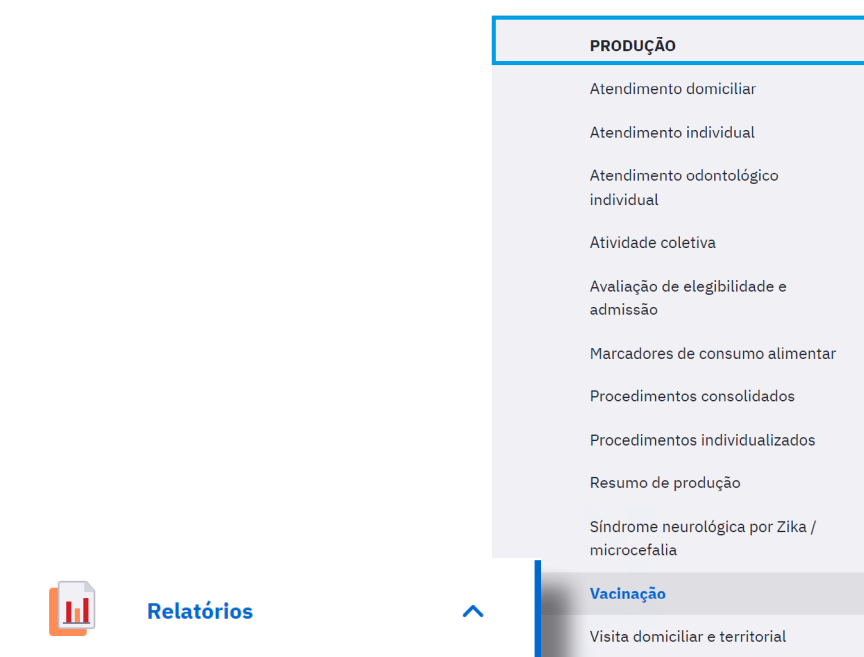 PRODUÇÃO
Atendimento domiciliar
Atendimento individual
Atendimento odontológico
individual
Atividade coletiva
Avaliação de elegibilidade e
admissão
Marcadores de consumo alimentar
Procedimentos consolidados
Procedimentos individualizados
Resumo de produção
Síndrome neurológica por Zika /
microcefalia
Vacinação
Visita domiciliar e territorial
Relatórios